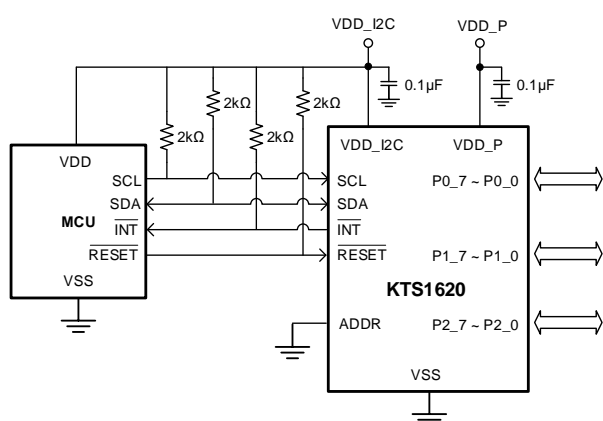 VDD_I2C VDD_P
0.1µF 0.1µF
2kΩ 2kΩ
2kΩ 2kΩ
VDD VDD_I2C VDD_P
SCL SCL P0_7 ~ P0_0
SDA SDA
MCU
INT INT
RESET RESET P1_7 ~ P1_0
VSS
KTS1620
ADDR P2_7 ~ P2_0
VSS